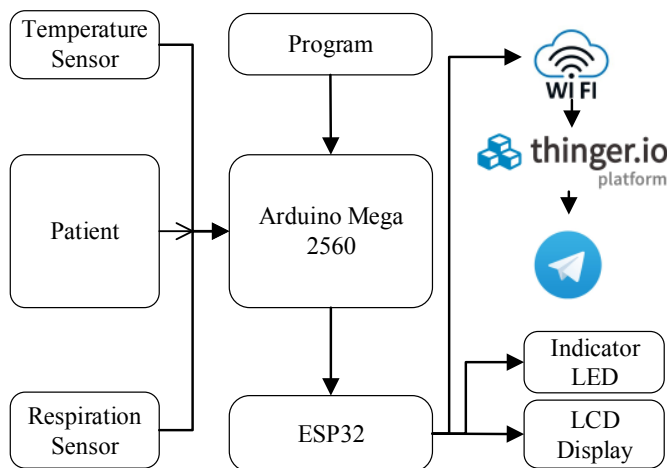 Temperature
Sensor
Program
WI FI
thinger.io
platform
Patient
Arduino Mega
2560
Indicator
LED
Respiration
Sensor
ESP32
LCD
Display